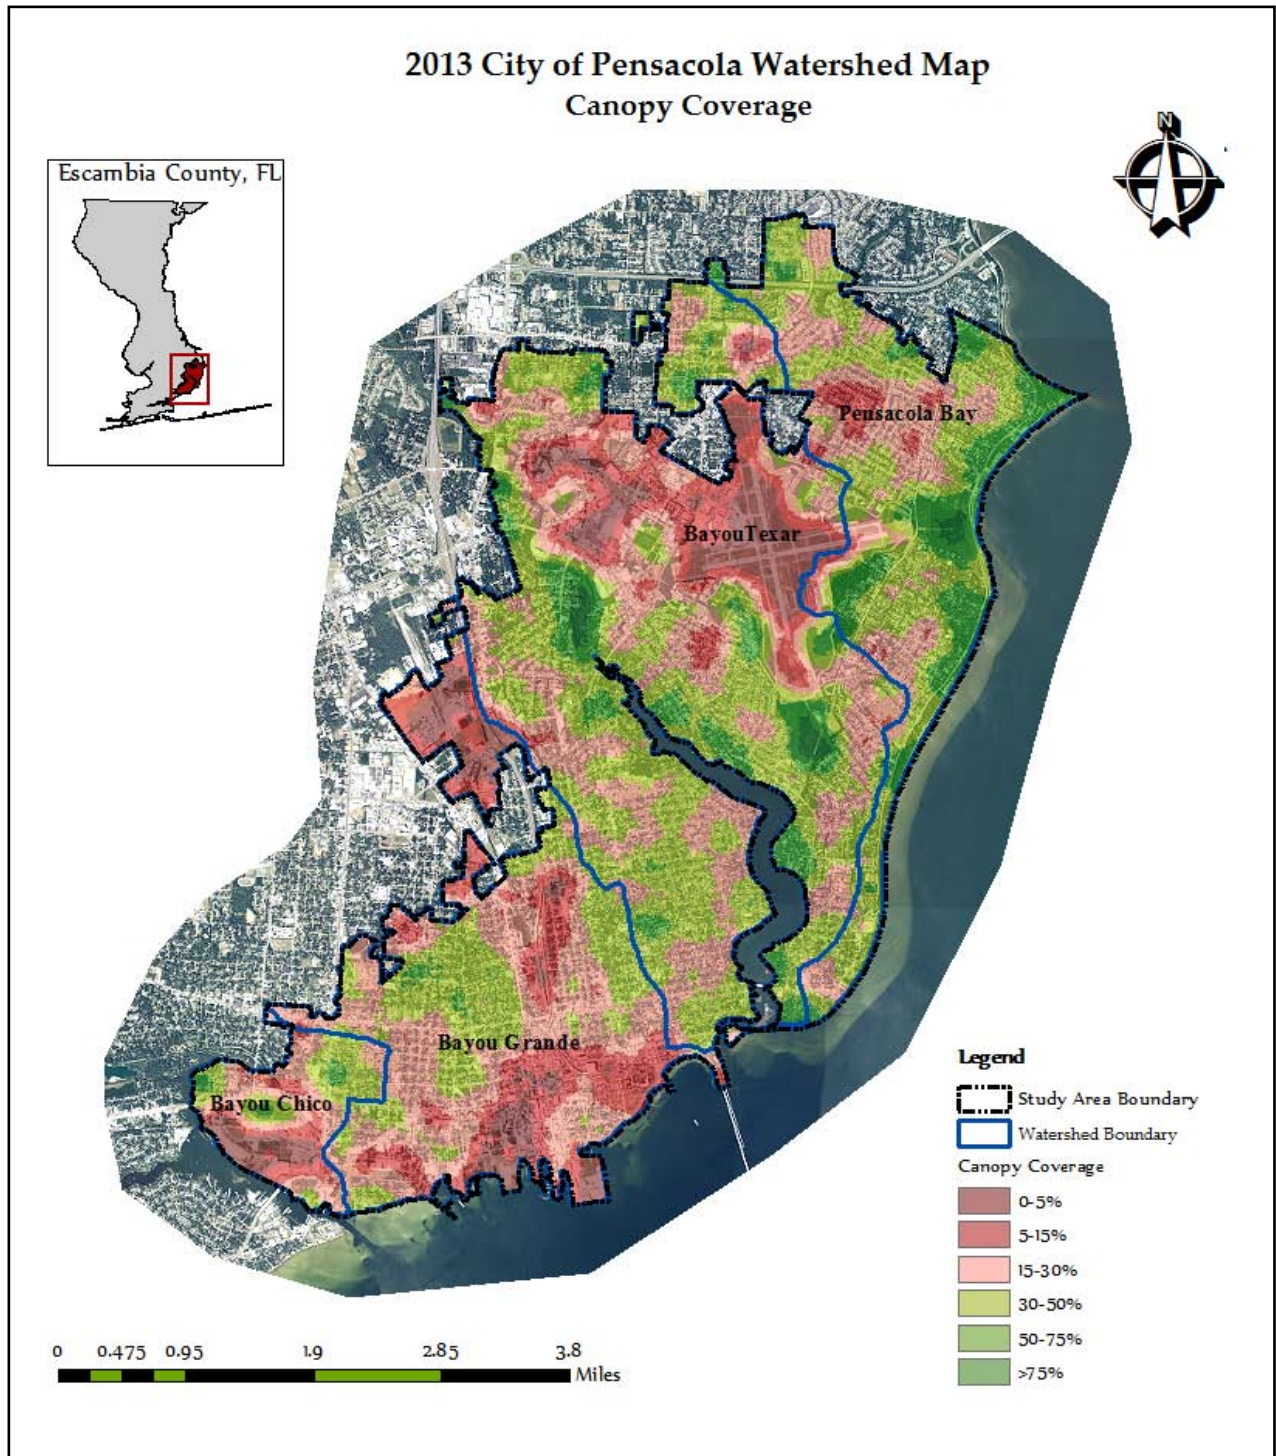 2013 City of Pensacola Watershed Map
Canopy Coverage
N
Escambia County, FL
Pensacola Bay
BayouTexar
Bayou Grande
Bayou Chico
Legend
Study Area Boundary
Watershed Boundary
Canopy Coverage
0-5%
5-15%
15-30%
30-50%
50-75%
>75%
0 0.475 0.95 1.9 2.85 3.8
Miles